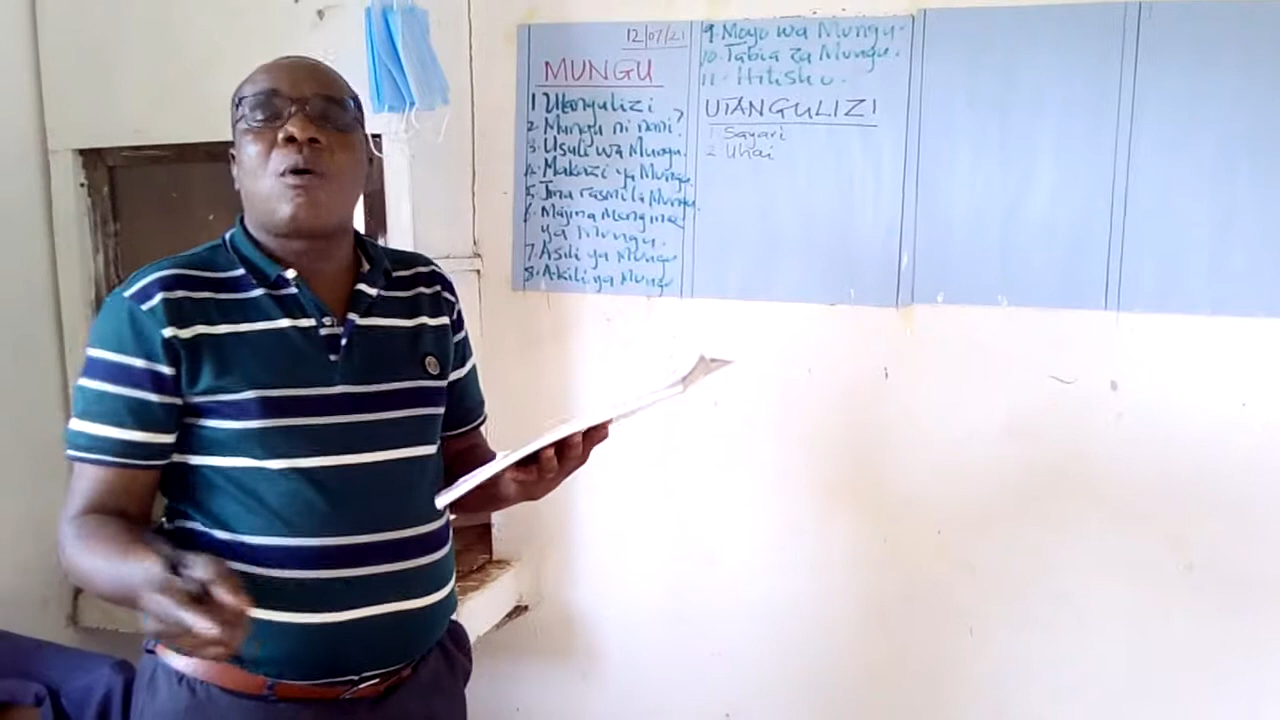 12/07/21
MUNGU
1 Utangulizi
2. Mungu ni nani?
3. Usuli wa Mungu.
4. Makazi ya Mungu.
5. Jina rasmi la Mungu.
6. Majina Mengine
ya Mungu.
7. Asili ya Mungu
8. Akili ya Mungu
9. Moyo wa Mungu.
10. Tabia za Mungu.
11. Hitisho.
UTANGULIZI
1 Sayari
2 Uhai